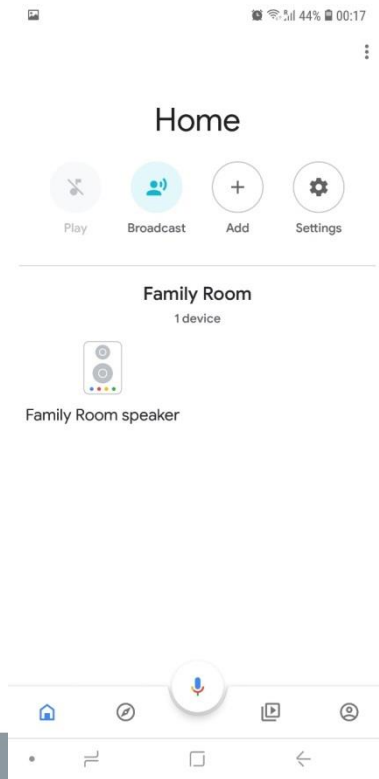 44% 00:17
Home
Play Broadcast Add Settings
Family Room
1 device
Family Room speaker